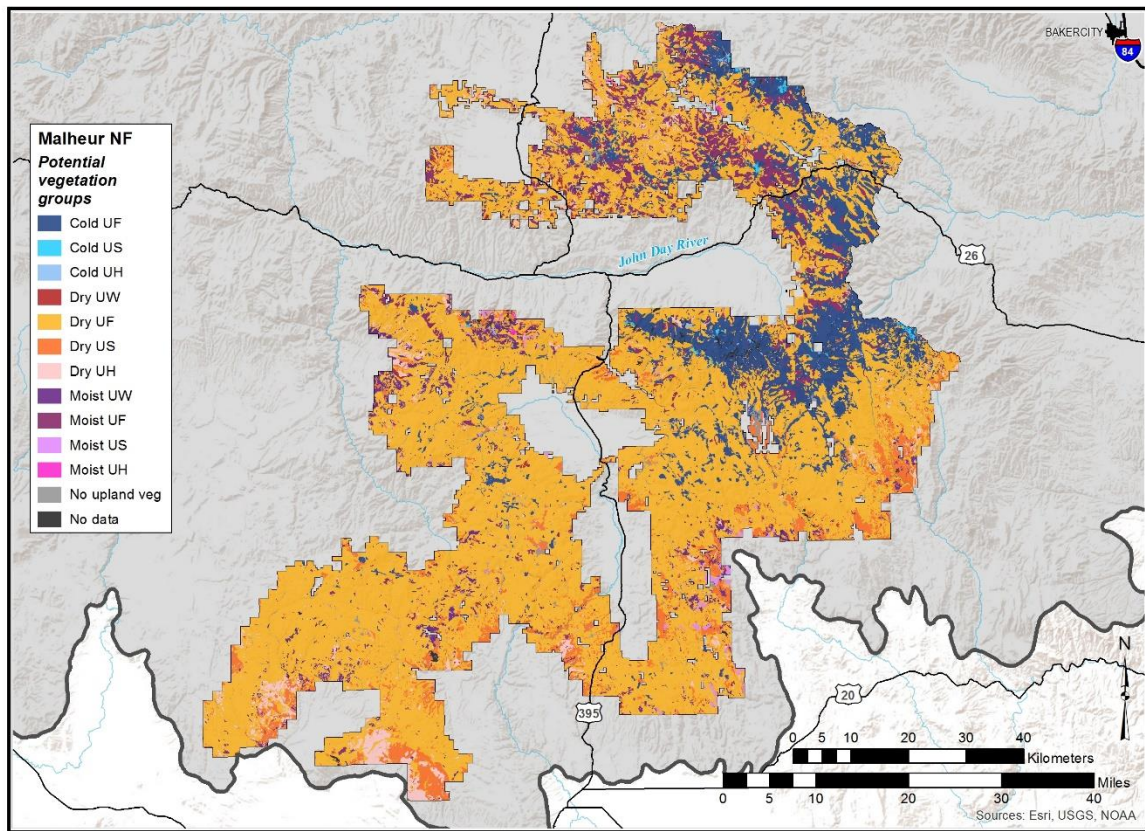 BAKERCITY
84
Malheur NF
Potential
vegetation
groups
Cold UF
Cold US
Cold UH
Dry UW
Dry UF
Dry US
Dry UH
Moist UW
Moist UF
Moist US
Moist UH
No upland veg
No data
John Day River
26
N
20
395
0 5 10 20 30 40
Kilometers
Miles
0 5 10 20 30 40
Sources: Esri, USGS, NOAA